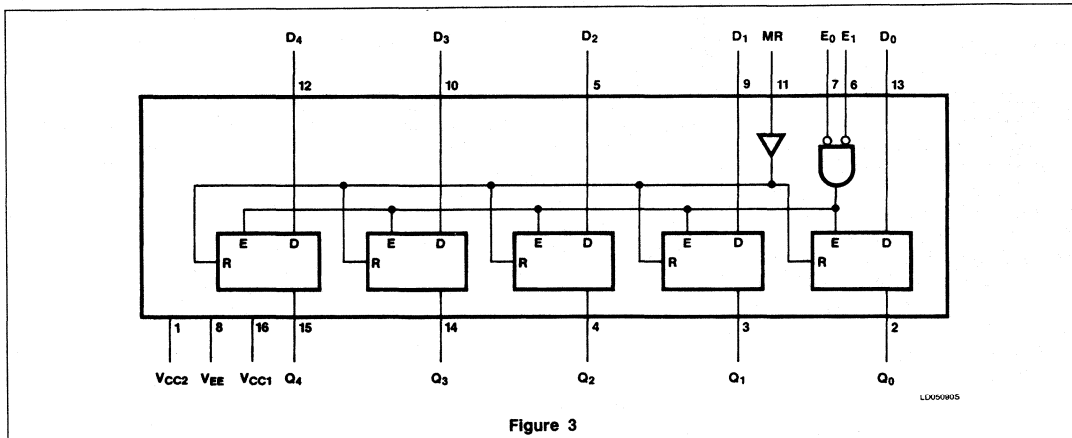 D4 D3 D2 D1 MR E0 E1 D0
12 10 5 9 11 7 6 13
E D E D E D E D E D
R R R R R
1 8 16 15 14 4 3 2
VCC2 VEE VCC1 Q4 Q3 Q2 Q1 Q0
LD05090S
Figure 3